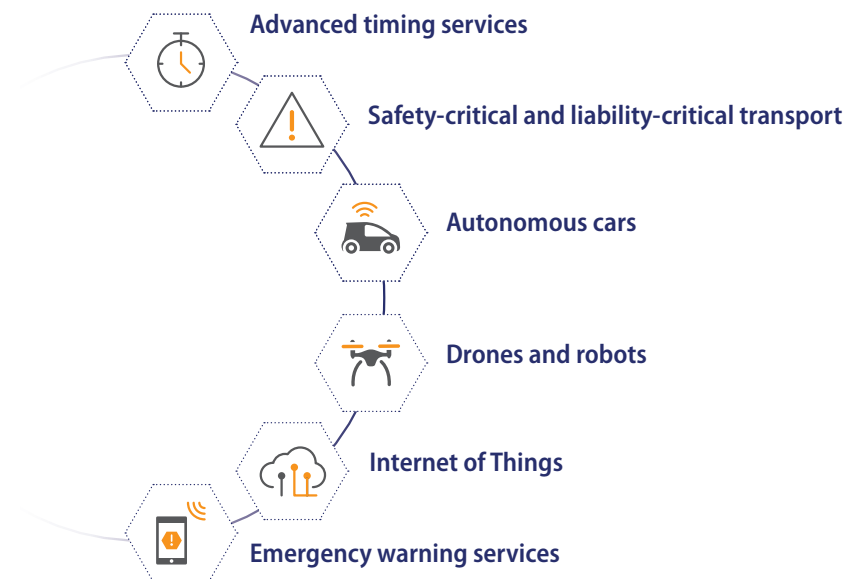 Advanced timing services
Safety-critical and liability-critical transport
Autonomous cars
Drones and robots
Internet of Things
Emergency warning services